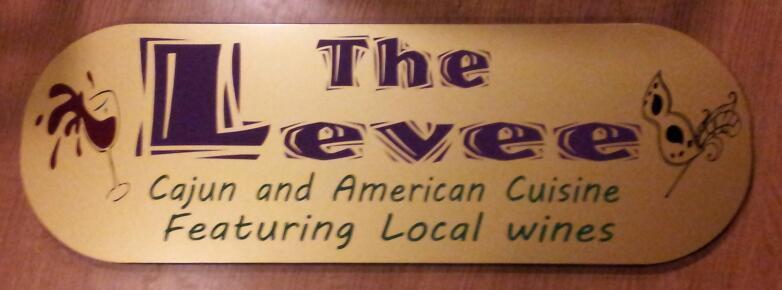 The
Levee
Cajun and American Cuisine
Featuring Local wines